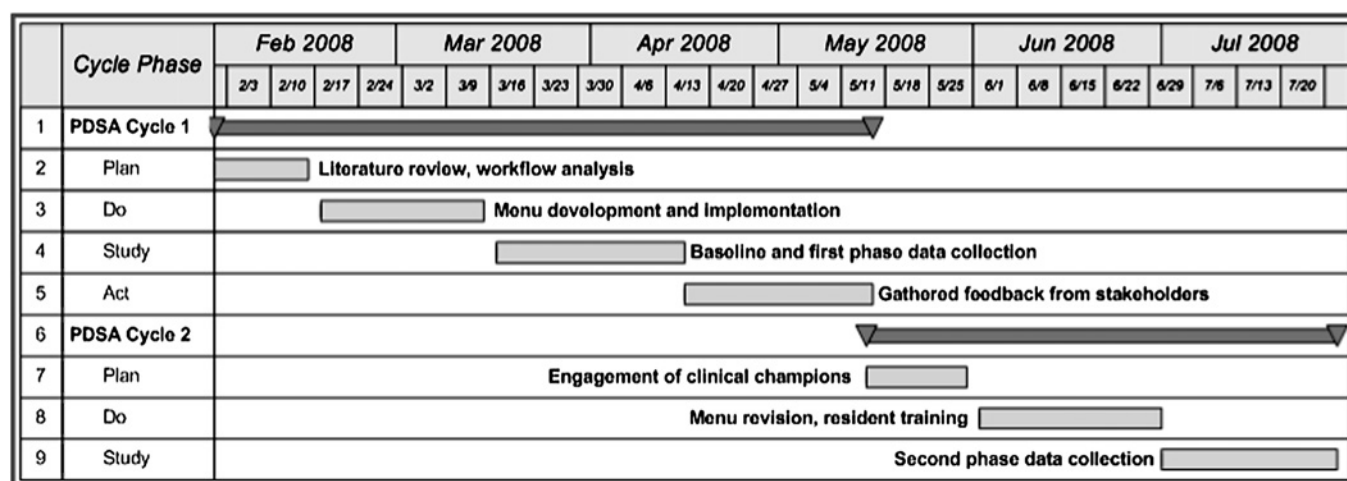 Cycle Phase Feb 2008 Mar 2008 Apr 2008 May 2008 Jun 2008 Jul 2008
2/3 2/10 2/17 2/24 3/2 3/9 3/16 3/23 3/30 4/6 4/13 4/20 4/27 5/4 5/11 5/18 5/25 6/1 6/8 6/15 6/22 6/29 7/6 7/13 7/20
1 PDSA Cycle 1
2 Plan Literature review, workflow analysis
3 Do Menu development and implementation
4 Study Baseline and first phase data collection
5 Act Gathered feedback from stakeholders
6 PDSA Cycle 2
7 Plan Engagement of clinical champions
8 Do Menu revision, resident training
9 Study Second phase data collection